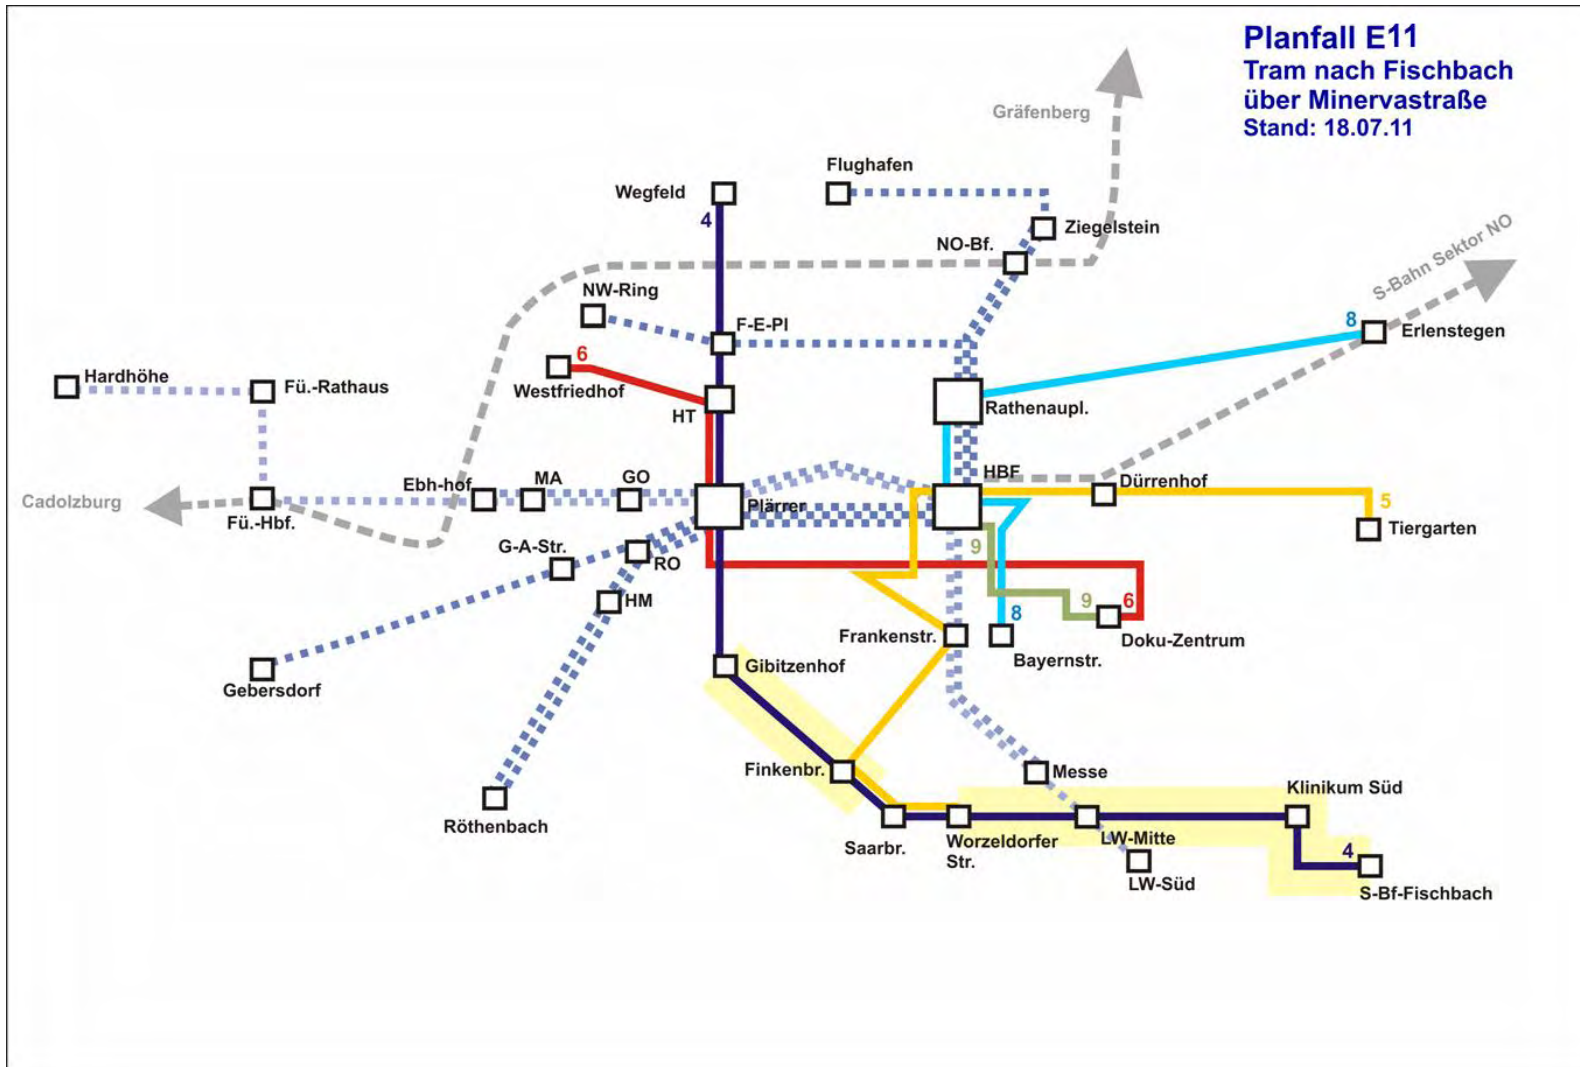 Planfall E11
Tram nach Fischbach
über Minervastraße
Stand: 18.07.11
Gräfenberg
Flughafen
Wegfeld
4
Ziegelstein
NO-Bf.
S-Bahn Sektor NO
NW-Ring
F-E-Pl
8
Erlenstegen
6
Westfriedhof
Hardhöhe
Fü.-Rathaus
HT
Rathenaupl.
HBF
Dürrenhof
Ebh-hof
MA
GO
Cadolzburg
Fü.-Hbf.
Plärrer
5
Tiergarten
G-A-Str.
RO
9
HM
9
6
8
Frankenstr.
Bayernstr.
Doku-Zentrum
Gibitzenhof
Gebersdorf
Finkenbr.
Messe
Klinikum Süd
Röthenbach
Saarbr.
Worzeldorfer
Str.
LW-Mitte
4
LW-Süd
S-Bf-Fischbach